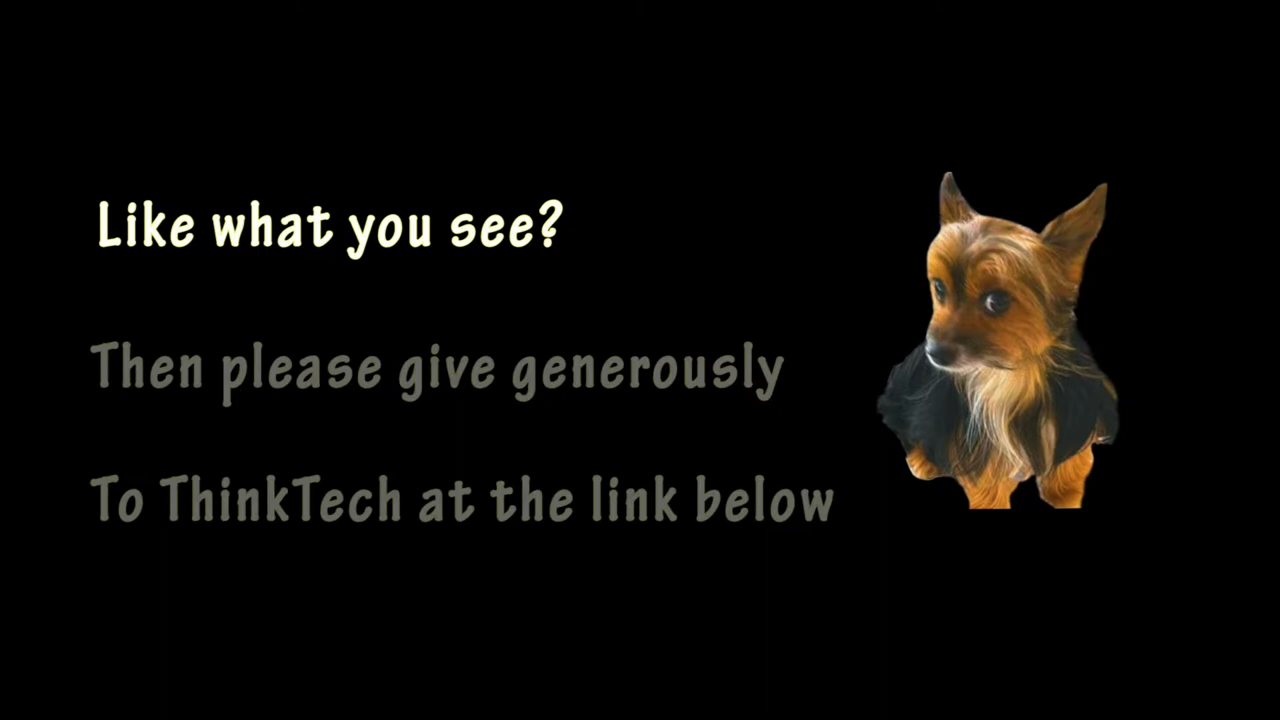 Like what you see?
Then please give generously
To ThinkTech at the link below